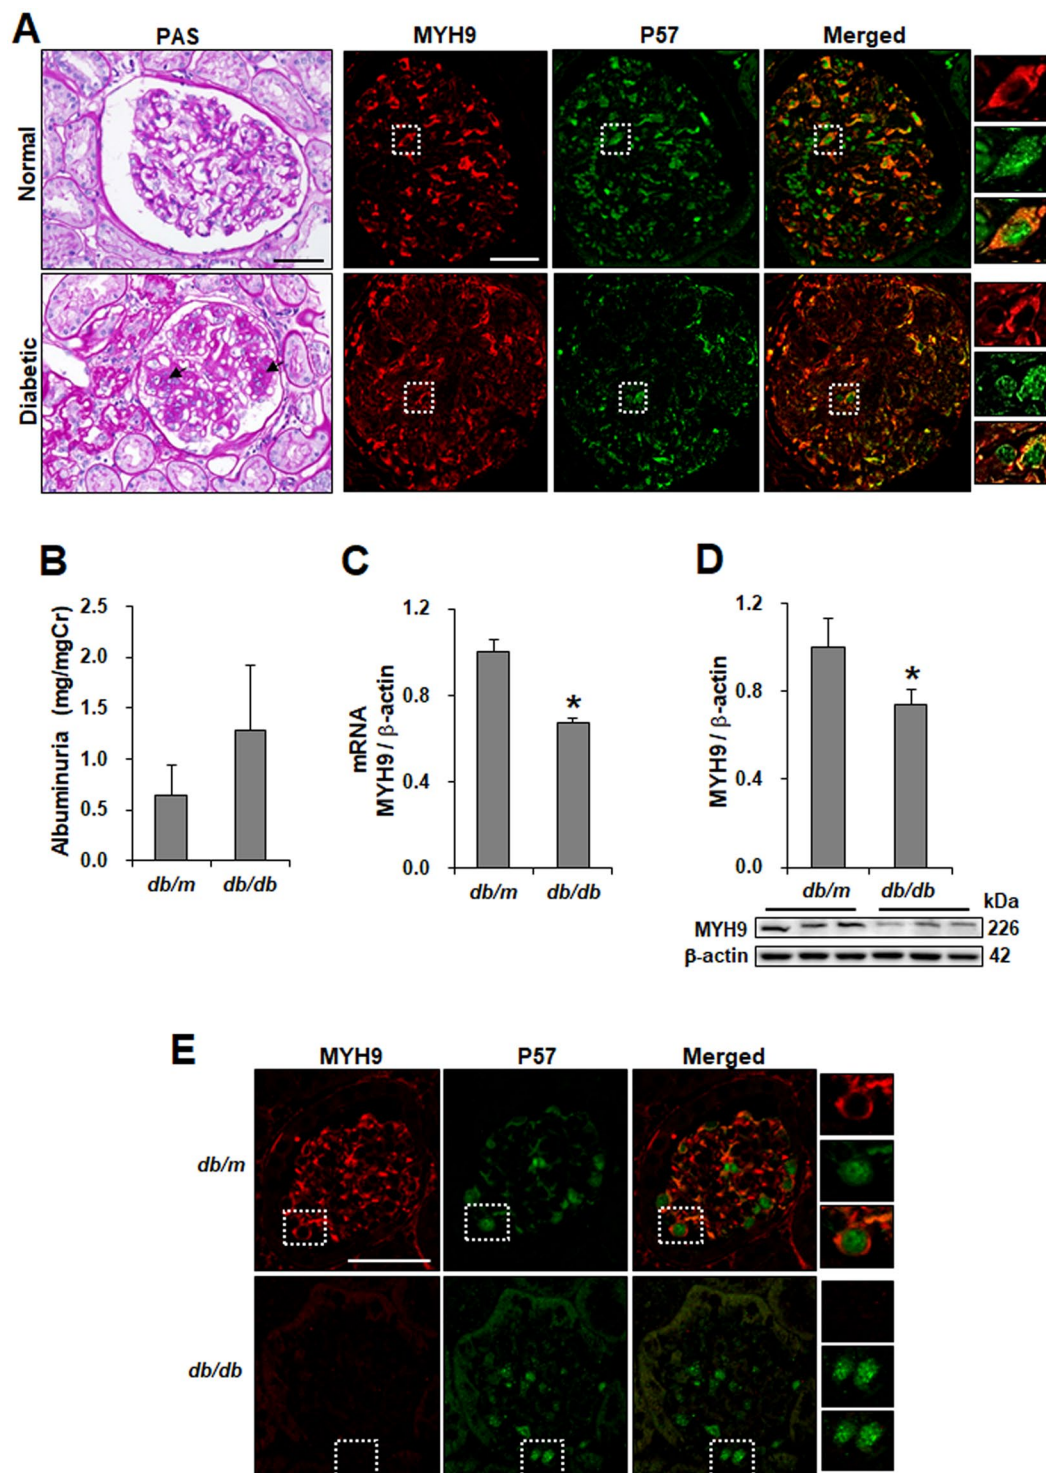 A
PAS MYH9 P57 Merged
Normal
Diabetic
B
Albuminuria (mg/mgCr)
2.5
2.0
1.5
1.0
0.5
0.0
db/m db/db
C
mRNA
MYH9 / β-actin
1.2
0.8
0.4
0.0
*
db/m db/db
D
MYH9 / β-actin
1.2
0.8
0.4
0.0
*
db/m db/db
kDa
MYH9 226
β-actin 42
E
MYH9 P57 Merged
db/m
db/db